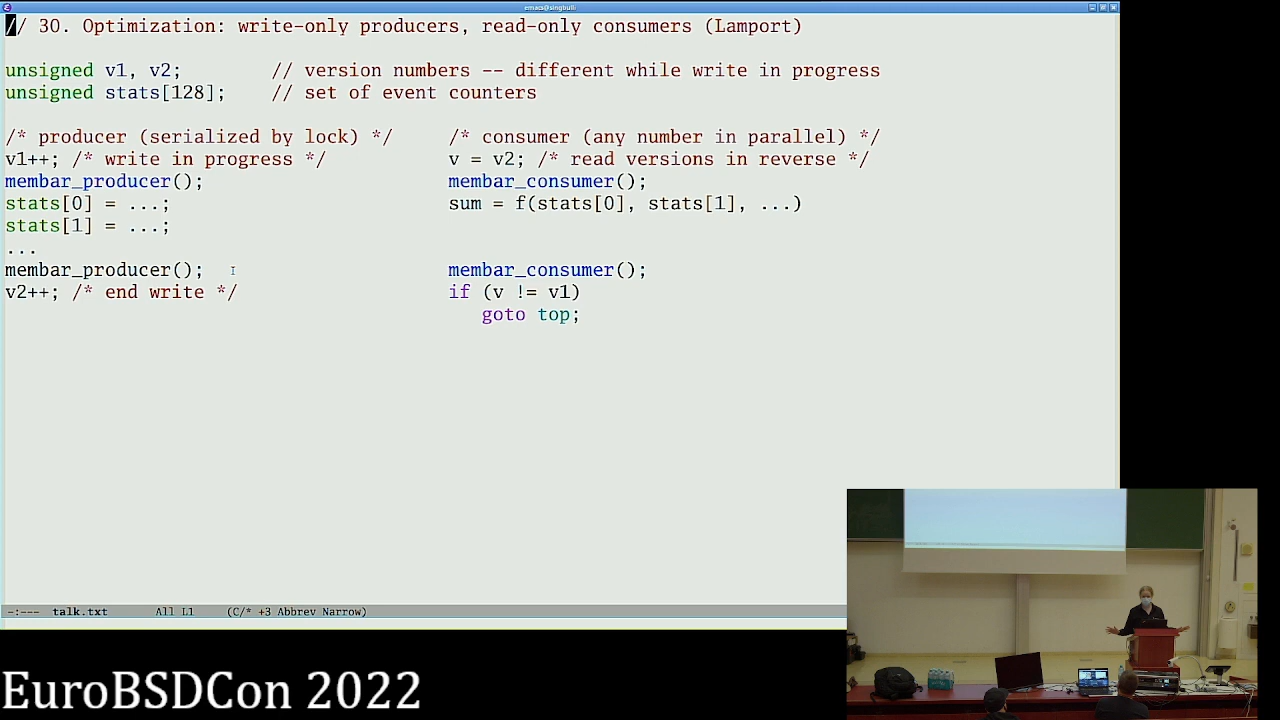 emacs@singbulli
// 30. Optimization: write-only producers, read-only consumers (Lamport)
unsigned v1, v2; // version numbers -- different while write in progress
unsigned stats[128]; // set of event counters
/* producer (serialized by lock) */ /* consumer (any number in parallel) */
v1++; /* write in progress */ v = v2; /* read versions in reverse */
membar_producer(); membar_consumer();
stats[0] = ...; sum = f(stats[0], stats[1], ...)
stats[1] = ...;
...
membar_producer(); membar_consumer();
v2++; /* end write */ if (v != v1)
goto top;
-:--- talk.txt All L1 (C/* +3 Abbrev Narrow)
EuroBSDCon 2022